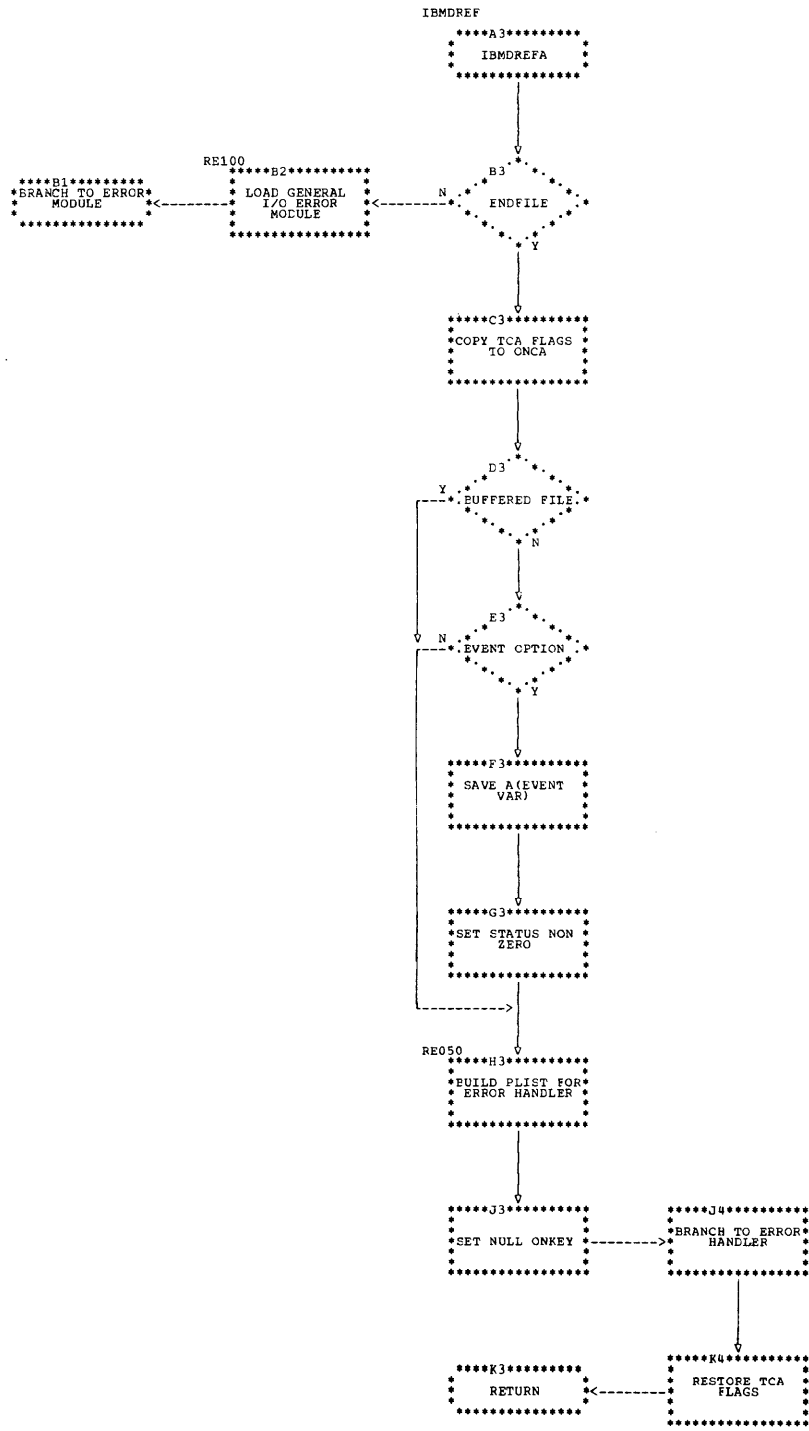 IBMDREF
A3
IBMDREFA
RE100
B1
BRANCH TO ERROR
MODULE
B2
LOAD GENERAL
I/O ERROR
MODULE
N
B3
ENDFILE
Y
C3
COPY TCA FLAGS
TO ONCA
D3
Y
BUFFERED FILE
N
E3
N
EVENT OPTION
Y
F3
SAVE A(EVENT
VAR)
G3
SET STATUS NON
ZERO
RE050
H3
BUILD PLIST FOR
ERROR HANDLER
J3
SET NULL ONKEY
J4
BRANCH TO ERROR
HANDLER
K3
RETURN
K4
RESTORE TCA
FLAGS